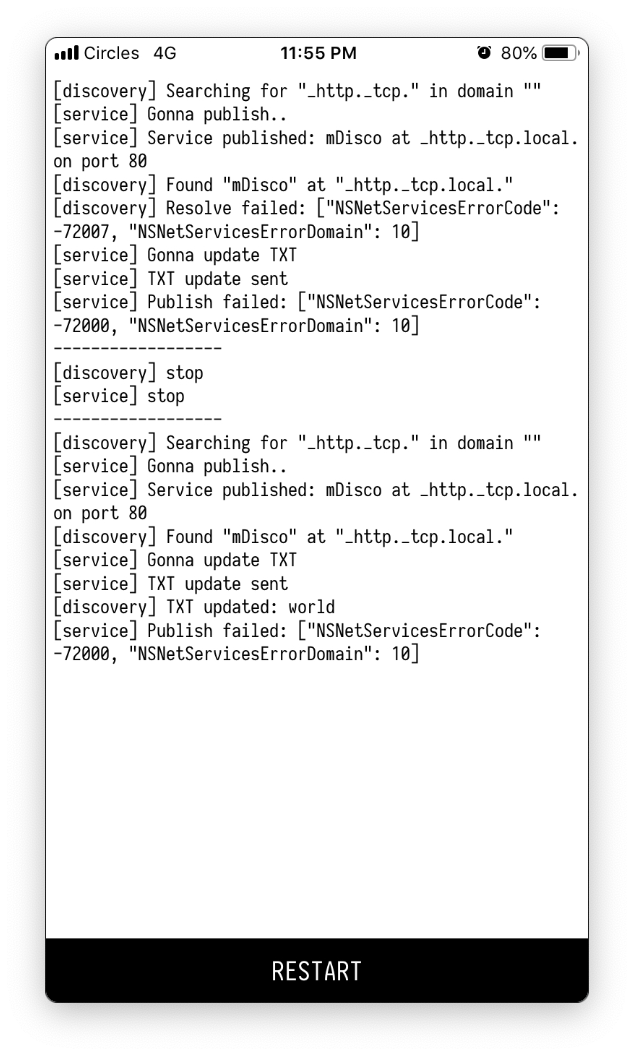 Circles 4G 11:55 PM 80%
[discovery] Searching for "_http._tcp." in domain ""
[service] Gonna publish..
[service] Service published: mDisco at _http._tcp.local.
on port 80
[discovery] Found "mDisco" at "_http._tcp.local."
[discovery] Resolve failed: ["NSNetServicesErrorCode":
-72007, "NSNetServicesErrorDomain": 10]
[service] Gonna update TXT
[service] TXT update sent
[service] Publish failed: ["NSNetServicesErrorCode":
-72000, "NSNetServicesErrorDomain": 10]
------------------
[discovery] stop
[service] stop
------------------
[discovery] Searching for "_http._tcp." in domain ""
[service] Gonna publish..
[service] Service published: mDisco at _http._tcp.local.
on port 80
[discovery] Found "mDisco" at "_http._tcp.local."
[service] Gonna update TXT
[service] TXT update sent
[discovery] TXT updated: world
[service] Publish failed: ["NSNetServicesErrorCode":
-72000, "NSNetServicesErrorDomain": 10]
RESTART